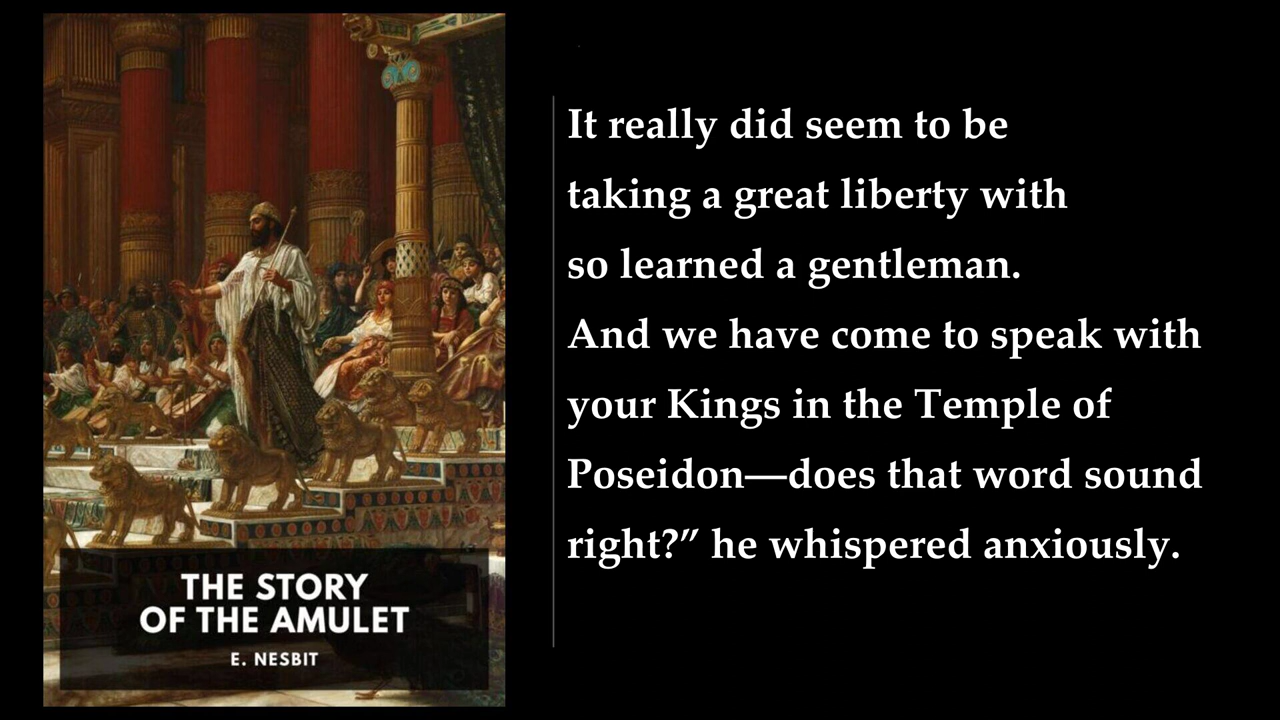 THE STORY
OF THE AMULET
E. NESBIT
It really did seem to be
taking a great liberty with
so learned a gentleman.
And we have come to speak with
your Kings in the Temple of
Poseidon—does that word sound
right?” he whispered anxiously.